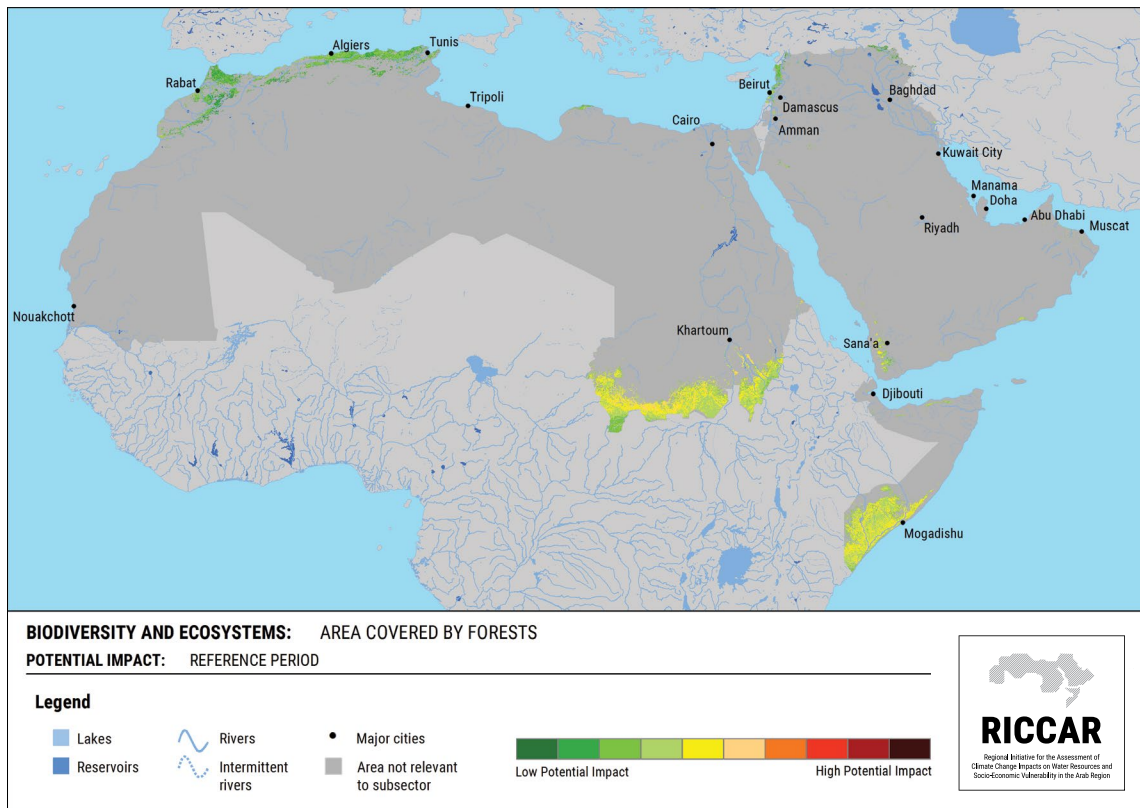 Algiers
Tunis
Rabat
Tripoli
Beirut
Damascus
Baghdad
Cairo
Amman
Kuwait City
Manama
Doha
Abu Dhabi
Riyadh
Muscat
Nouakchott
Khartoum
Sana'a
Djibouti
Mogadishu
BIODIVERSITY AND ECOSYSTEMS: AREA COVERED BY FORESTS
POTENTIAL IMPACT: REFERENCE PERIOD
Legend
Lakes
Reservoirs
Rivers
Intermittent
rivers
Major cities
Area not relevant
to subsector
Low Potential Impact
High Potential Impact
RICCAR
Regional Initiative for the Assessment of
Climate Change Impacts on Water Resources and
Socio-Economic Vulnerability in the Arab Region